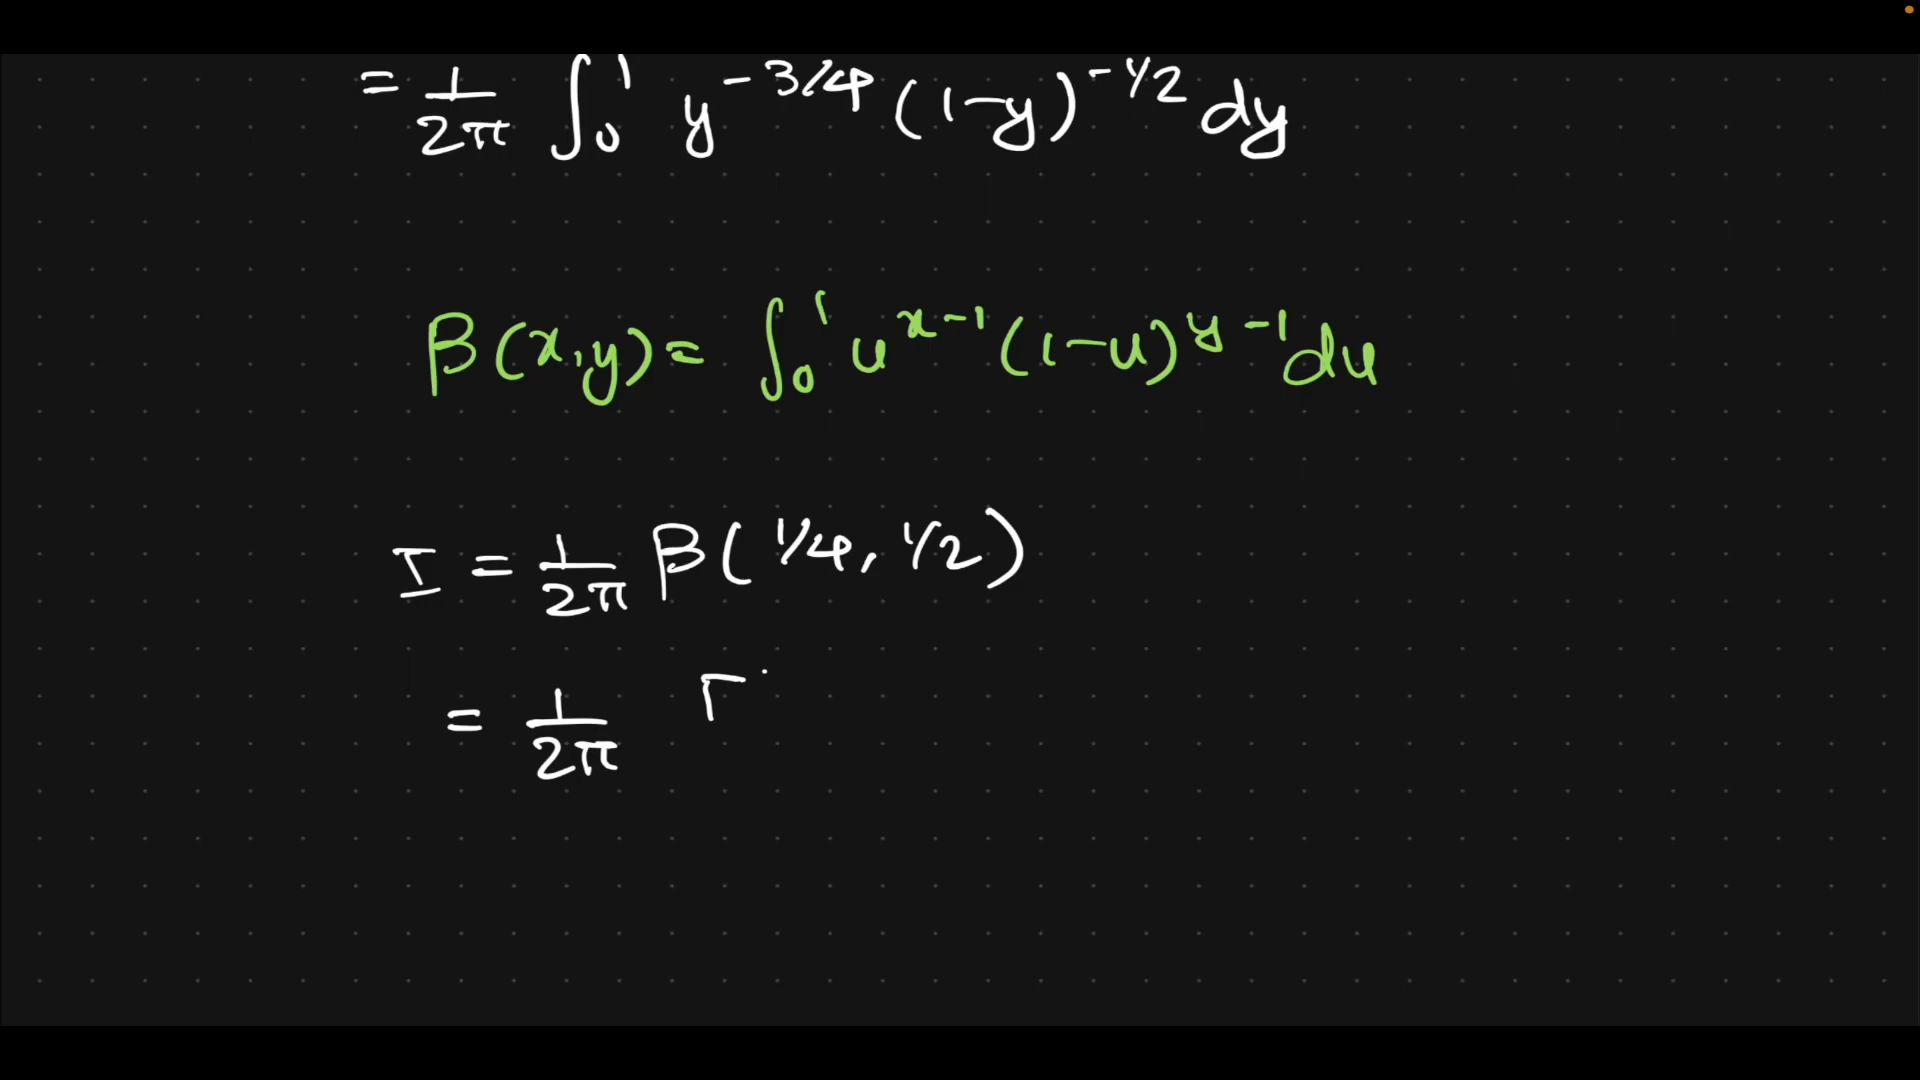 = 1/2π ∫₀¹ y^(-3/4) (1-y)^(-1/2) dy
β(x,y) = ∫₀¹ u^(x-1) (1-u)^(y-1) du
I = 1/2π β(1/4, 1/2)
= 1/2π Γ